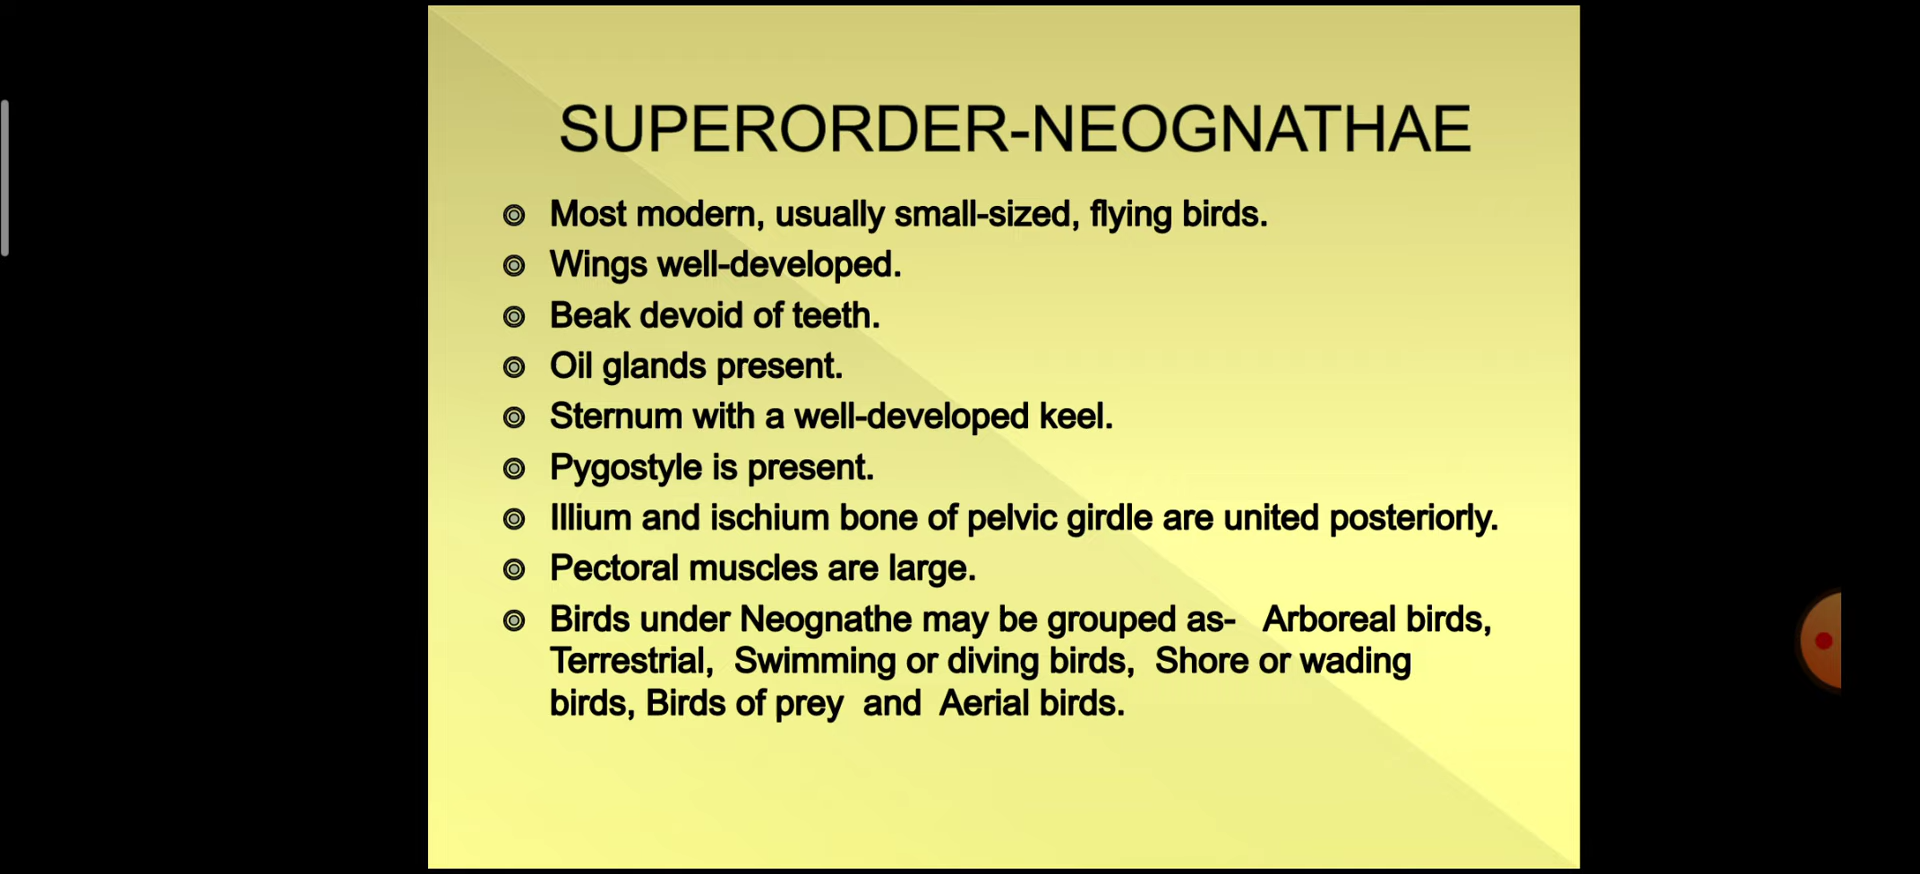 SUPERORDER-NEOGNATHAE
Most modern, usually small-sized, flying birds.
Wings well-developed.
Beak devoid of teeth.
Oil glands present.
Sternum with a well-developed keel.
Pygostyle is present.
Illium and ischium bone of pelvic girdle are united posteriorly.
Pectoral muscles are large.
Birds under Neognathe may be grouped as- Arboreal birds,
Terrestrial, Swimming or diving birds, Shore or wading
birds, Birds of prey and Aerial birds.